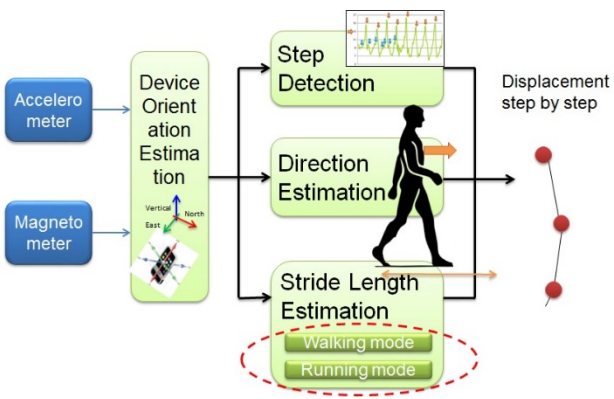 Accelero
meter
Magneto
meter
Device
Orient
ation
Estima
tion
Vertical
North
East
Step
Detection
Direction
Estimation
Stride Length
Estimation
Walking mode
Running mode
Displacement
step by step